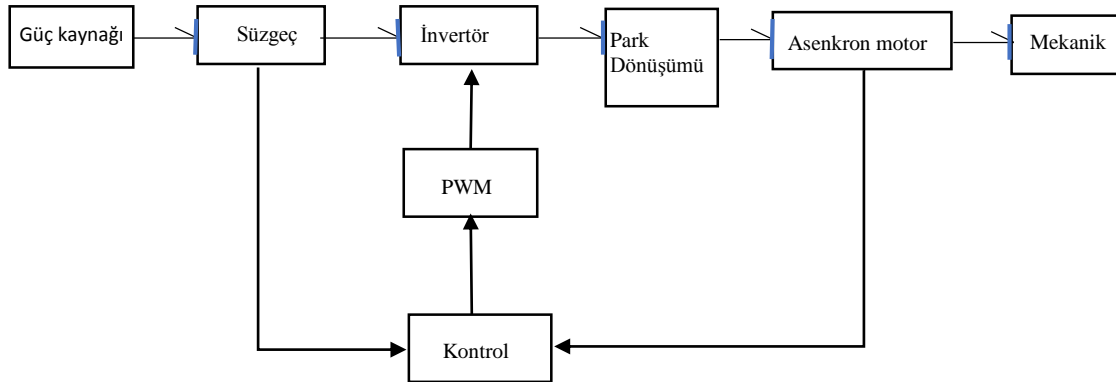 Güç kaynağı
Süzgeç
İnvertör
Park
Dönüşümü
Asenkron motor
Mekanik
PWM
Kontrol